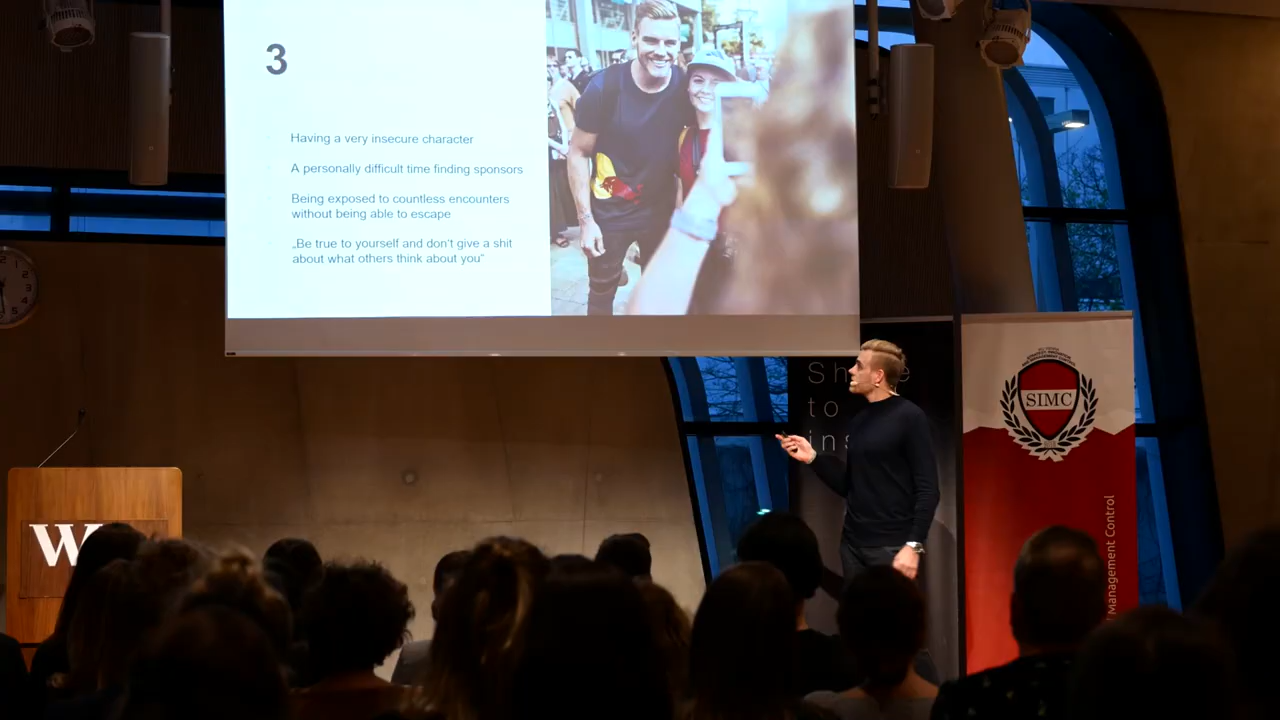 3
Having a very insecure character
A personally difficult time finding sponsors
Being exposed to countless encounters
without being able to escape
„Be true to yourself and don't give a shit
about what others think about you“
to
SIMC
Management Control
W